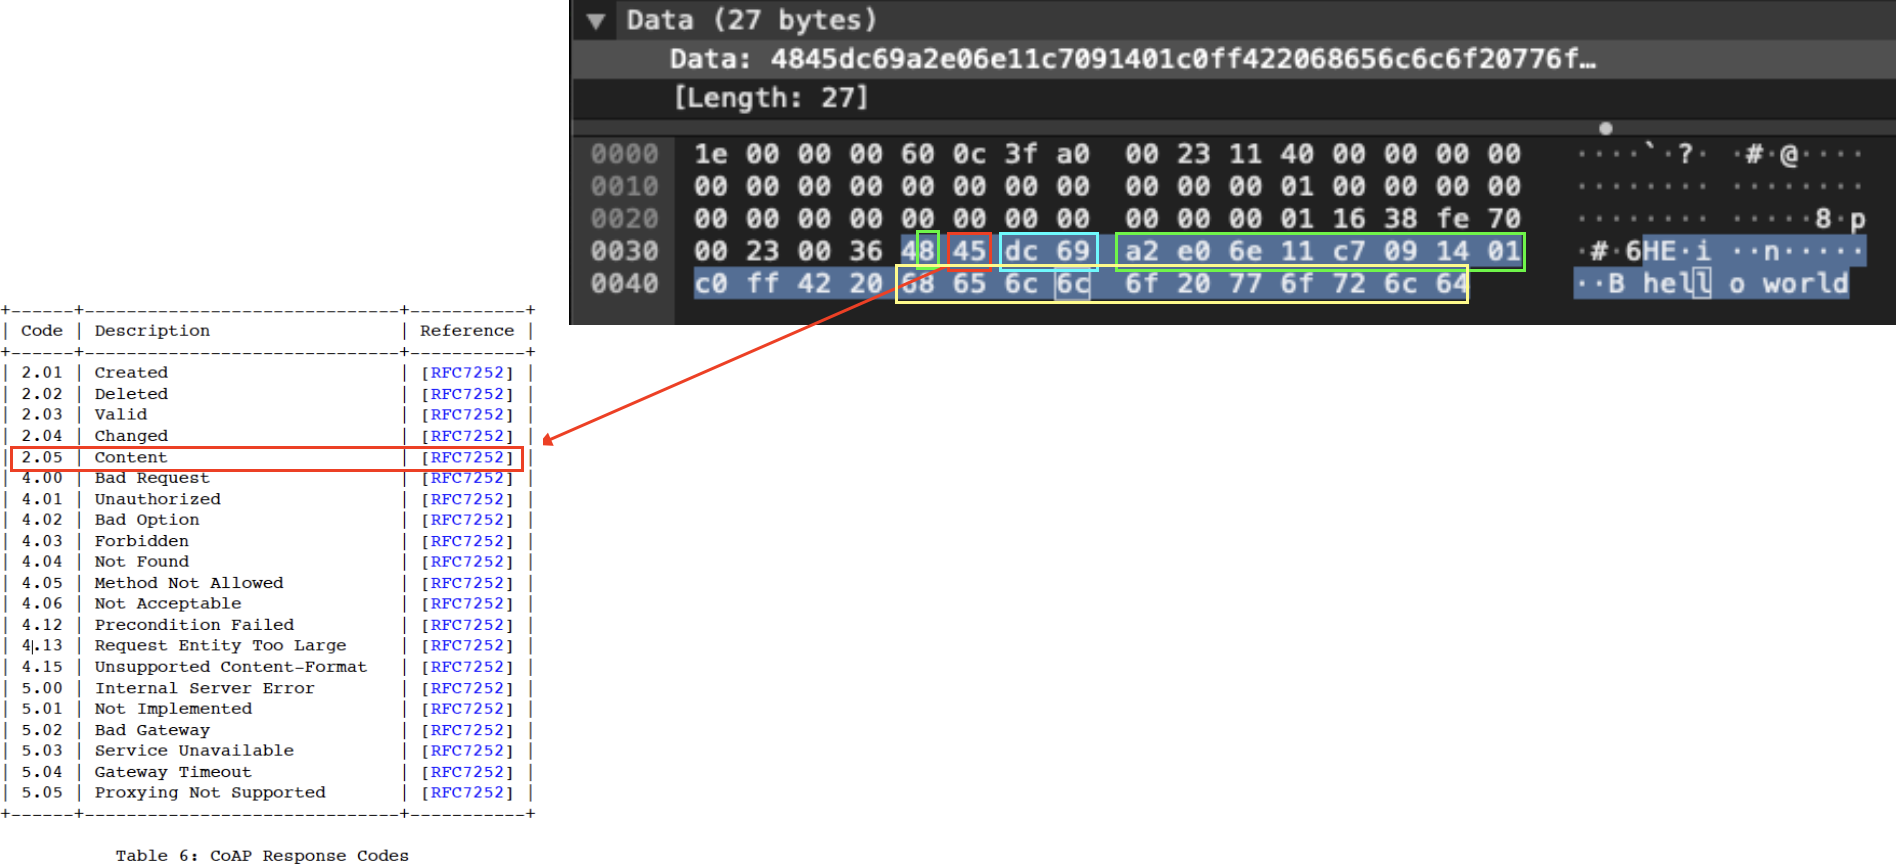 Data (27 bytes)
Data: 4845dc69a2e06e11c7091401c0ff422068656c6c6f20776f…
[Length: 27]
0000 1e 00 00 00 60 0c 3f a0 00 23 11 40 00 00 00 00 ····`·?· ·#·@····
0010 00 00 00 00 00 00 00 00 00 00 00 01 00 00 00 00 ········ ········
0020 00 00 00 00 00 00 00 00 00 00 00 01 16 38 fe 70 ········ ·····8·p
0030 00 23 00 36 48 45 dc 69 a2 e0 6e 11 c7 09 14 01 ·#·6HE·i ··n·····
0040 c0 ff 42 20 68 65 6c 6c 6f 20 77 6f 72 6c 64 ··B hell o world
+------+------------------------------+-----------+
| Code | Description | Reference |
+------+------------------------------+-----------+
| 2.01 | Created | [RFC7252] |
| 2.02 | Deleted | [RFC7252] |
| 2.03 | Valid | [RFC7252] |
| 2.04 | Changed | [RFC7252] |
| 2.05 | Content | [RFC7252] |
| 4.00 | Bad Request | [RFC7252] |
| 4.01 | Unauthorized | [RFC7252] |
| 4.02 | Bad Option | [RFC7252] |
| 4.03 | Forbidden | [RFC7252] |
| 4.04 | Not Found | [RFC7252] |
| 4.05 | Method Not Allowed | [RFC7252] |
| 4.06 | Not Acceptable | [RFC7252] |
| 4.12 | Precondition Failed | [RFC7252] |
| 4.13 | Request Entity Too Large | [RFC7252] |
| 4.15 | Unsupported Content-Format | [RFC7252] |
| 5.00 | Internal Server Error | [RFC7252] |
| 5.01 | Not Implemented | [RFC7252] |
| 5.02 | Bad Gateway | [RFC7252] |
| 5.03 | Service Unavailable | [RFC7252] |
| 5.04 | Gateway Timeout | [RFC7252] |
| 5.05 | Proxying Not Supported | [RFC7252] |
+------+------------------------------+-----------+
Table 6: CoAP Response Codes